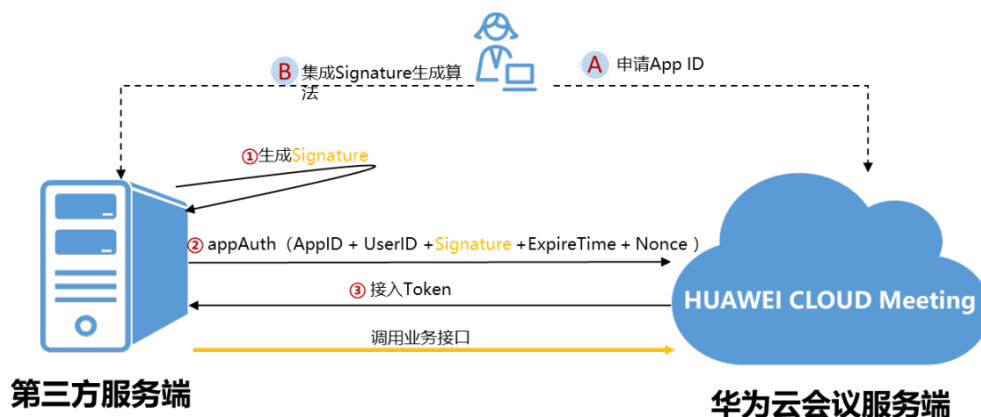 B 集成Signature生成算
法
A 申请App ID
①生成Signature
② appAuth（AppID + UserID +Signature +ExpireTime + Nonce ）
③ 接入Token
HUAWEI CLOUD Meeting
调用业务接口
第三方服务端
华为云会议服务端